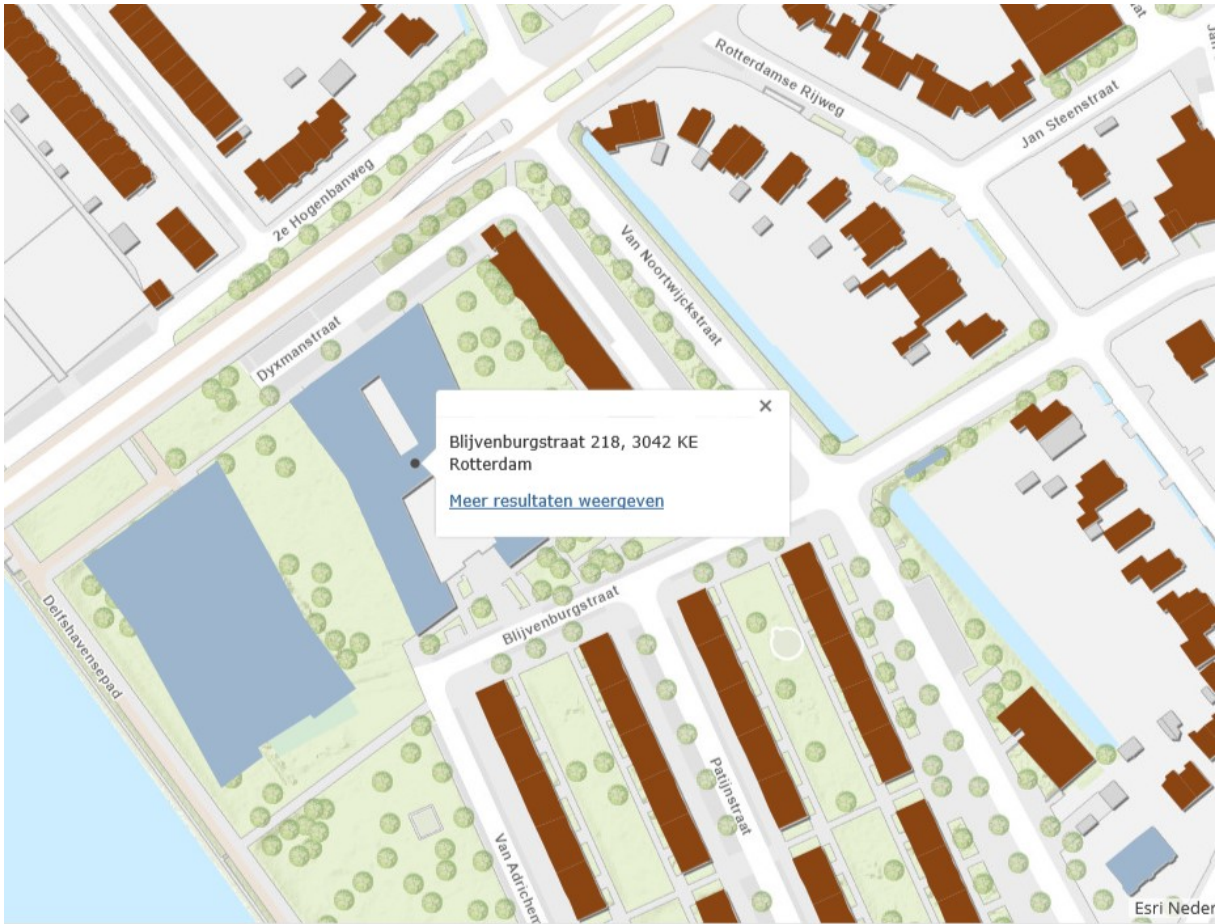 Rotterdamse Rijweg
Jan Steenstraat
2e Hogenbanweg
Van Noortwijckstraat
Dyxmanstraat
Blijvenburgstraat 218, 3042 KE
Rotterdam
Meer resultaten weergeven
Delfshavensepad
Blijvenburgstraat
Patijnstraat
Van Adrichem
Esri Neder